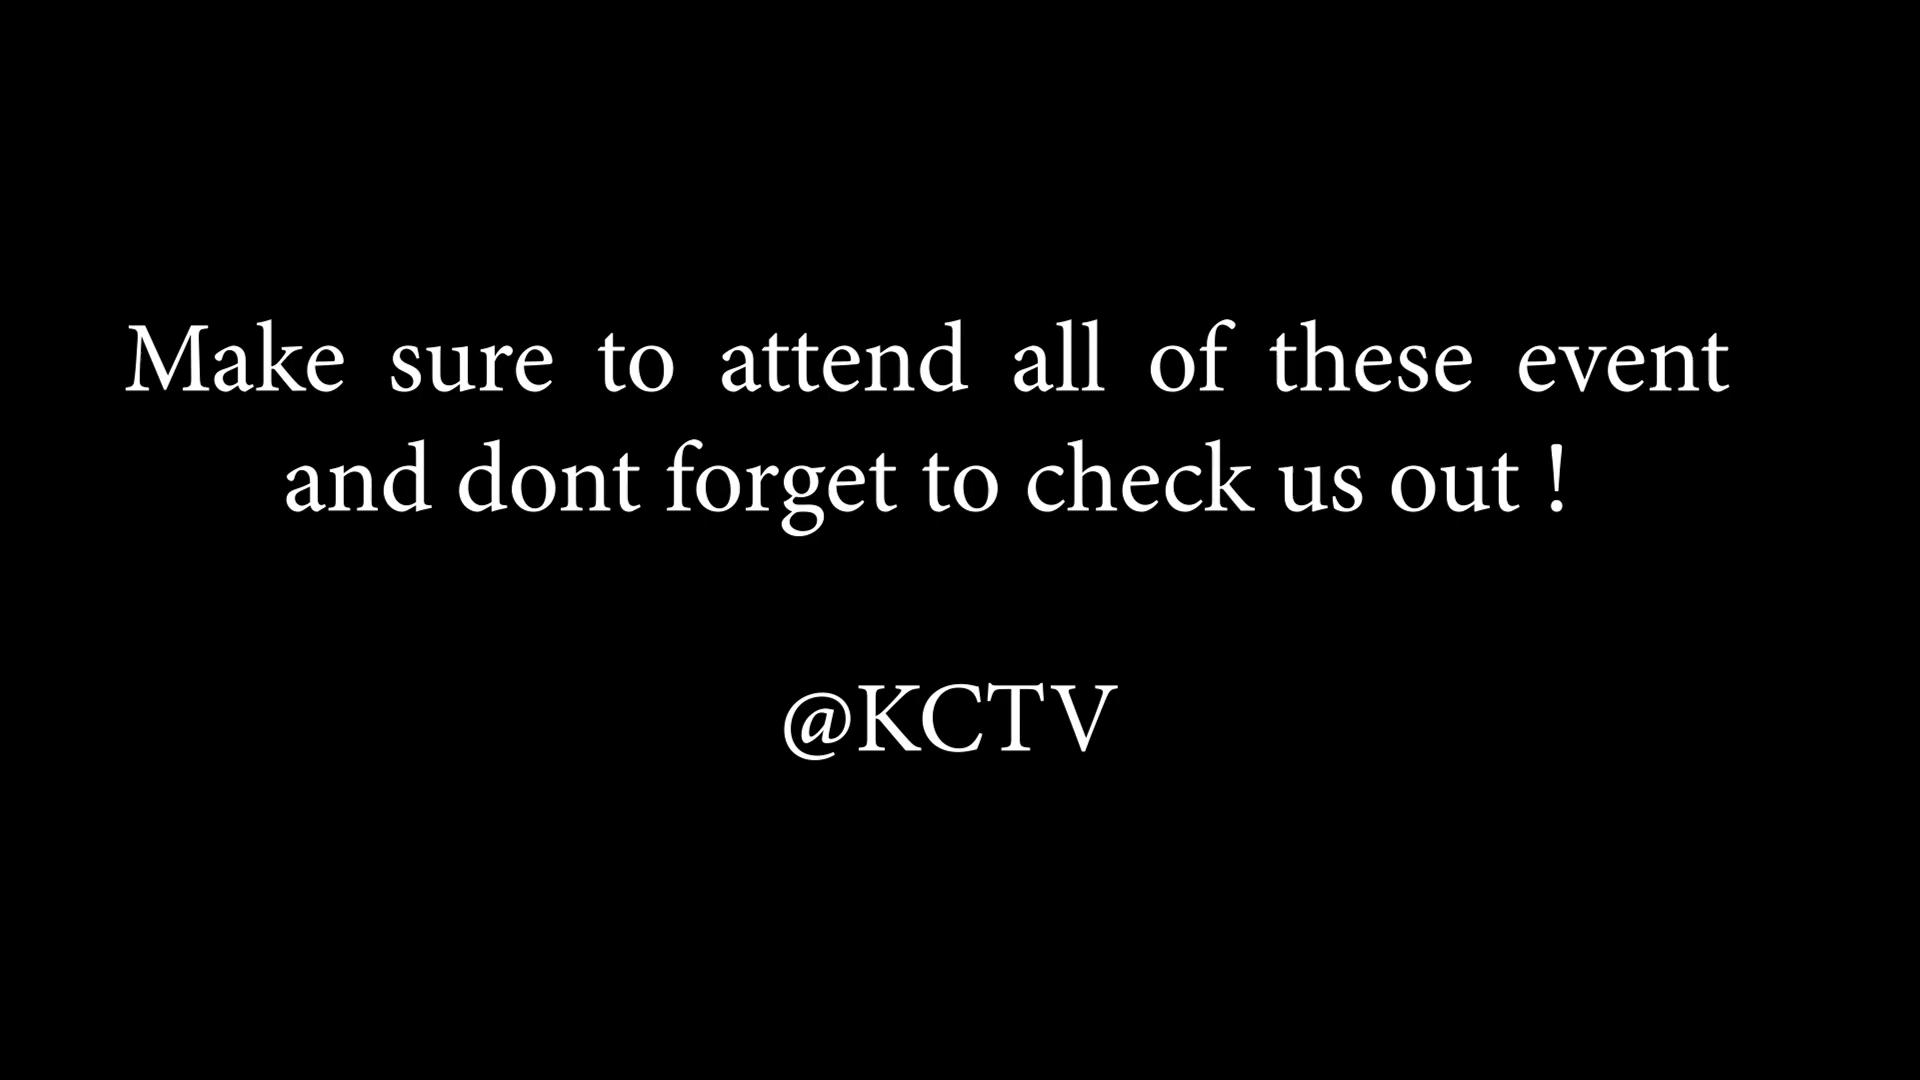 Make sure to attend all of these event
and dont forget to check us out !
@KCTV